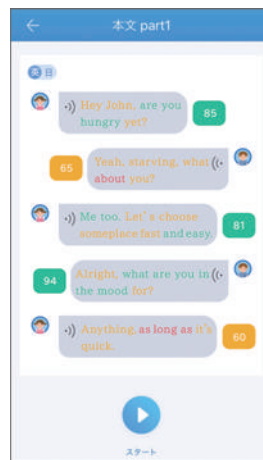 本文 part1
英 日
Hey John, are you
hungry yet?
85
65
Yeah, starving, what
about you?
Me too. Let's choose
someplace fast and easy.
81
94
Alright, what are you in
the mood for?
Anything, as long as it's
quick.
60
スタート